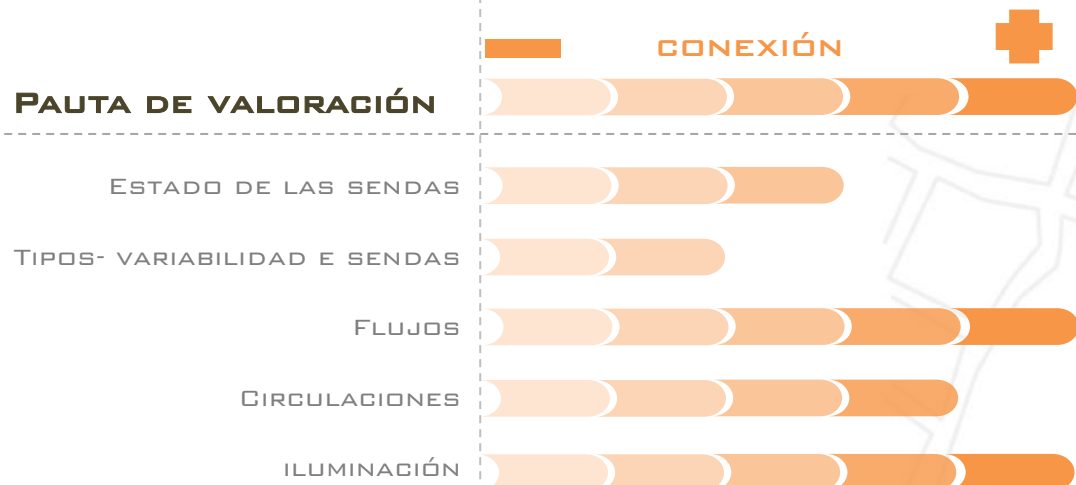 CONEXIÓN
PAUTA DE VALORACIÓN
ESTADO DE LAS SENDAS
TIPOS- VARIABILIDAD E SENDAS
FLUJOS
CIRCULACIONES
ILUMINACIÓN